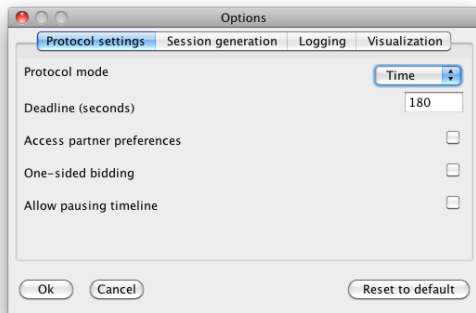 Options
Protocol settings Session generation Logging Visualization
Protocol mode Time
Deadline (seconds) 180
Access partner preferences
One-sided bidding
Allow pausing timeline
Ok Cancel Reset to default